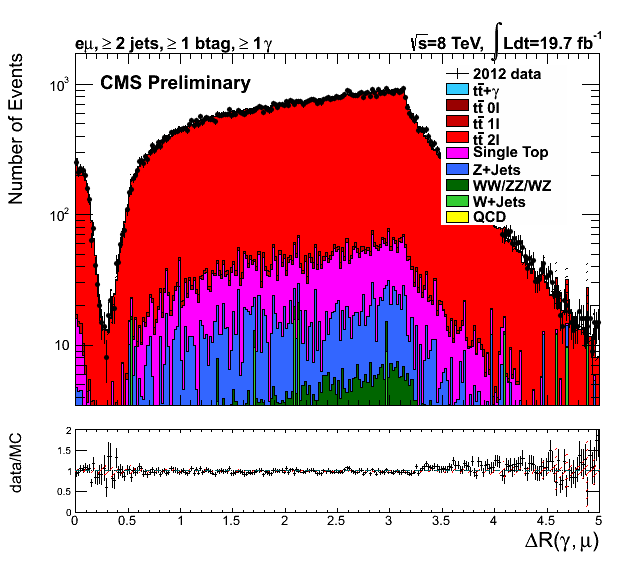 eμ, ≥ 2 jets, ≥ 1 btag, ≥ 1 γ
√s=8 TeV, ∫ Ldt=19.7 fb⁻¹
CMS Preliminary
Number of Events
10³
10²
10
2012 data
tt̄+γ
tt̄ 0l
tt̄ 1l
tt̄ 2l
Single Top
Z+Jets
WW/ZZ/WZ
W+Jets
QCD
data/MC
2
1.5
1
0.5
0
0 0.5 1 1.5 2 2.5 3 3.5 4 4.5 5
ΔR(γ, μ)